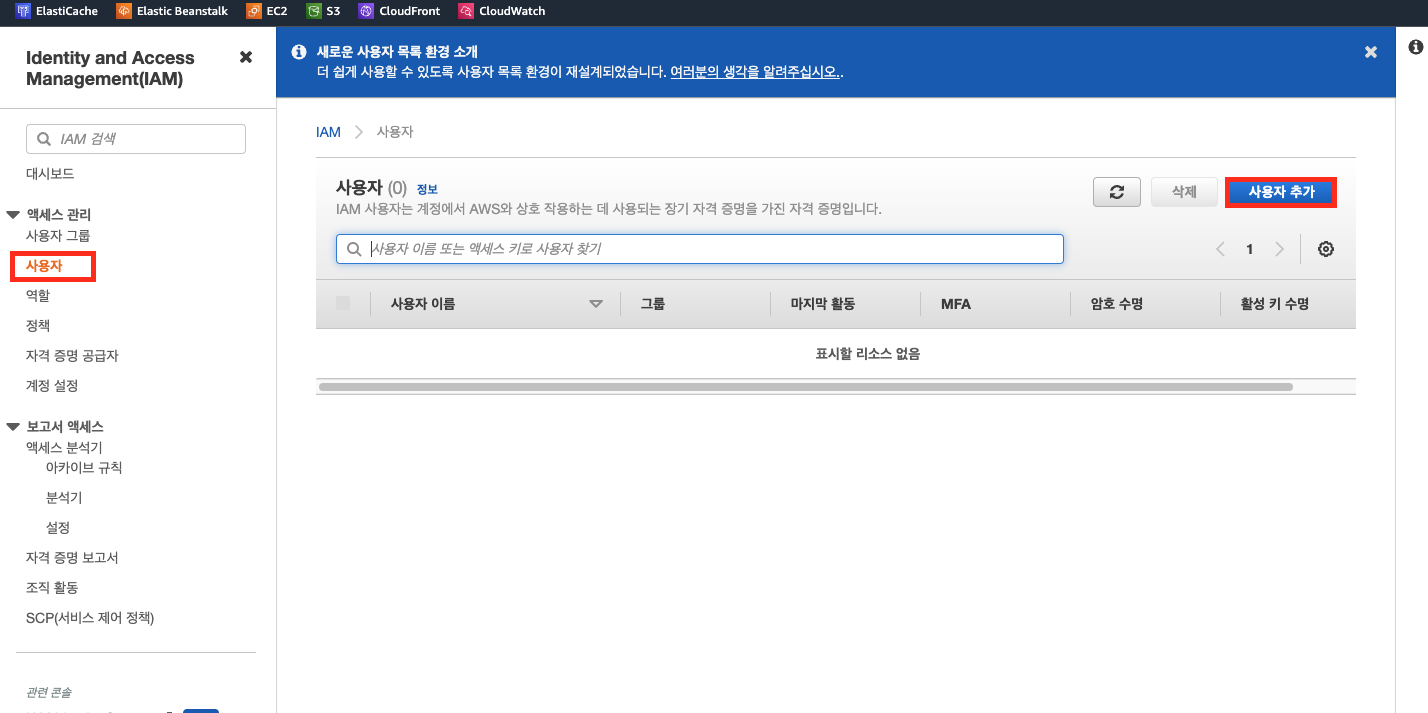 ElastiCache Elastic Beanstalk EC2 S3 CloudFront CloudWatch
Identity and Access
Management(IAM)
IAM 검색
대시보드
액세스 관리
사용자 그룹
사용자
역할
정책
자격 증명 공급자
계정 설정
보고서 액세스
액세스 분석기
아카이브 규칙
분석기
설정
자격 증명 보고서
조직 활동
SCP(서비스 제어 정책)
관련 콘솔
새로운 사용자 목록 환경 소개
더 쉽게 사용할 수 있도록 사용자 목록 환경이 재설계되었습니다. 여러분의 생각을 알려주십시오..
IAM 사용자
사용자 (0) 정보
IAM 사용자는 계정에서 AWS와 상호 작용하는 데 사용되는 장기 자격 증명을 가진 자격 증명입니다.
삭제 사용자 추가
사용자 이름 또는 액세스 키로 사용자 찾기
1
사용자 이름 그룹 마지막 활동 MFA 암호 수명 활성 키 수명
표시할 리소스 없음